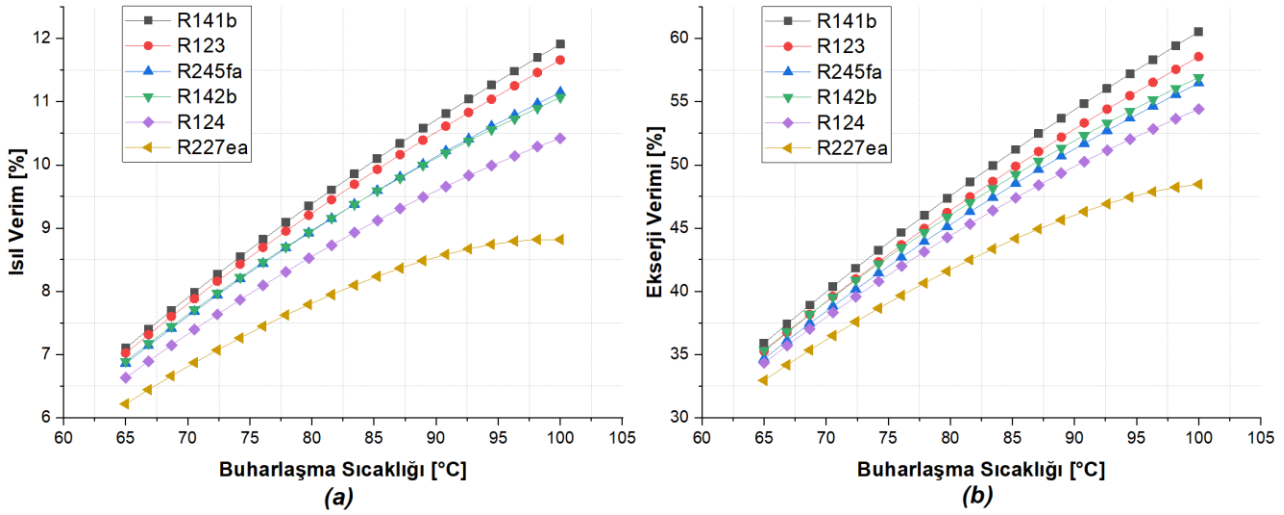 R141b
R123
R245fa
R142b
R124
R227ea
Isıl Verim [%]
12
11
10
9
8
7
6
60 65 70 75 80 85 90 95 100 105
Buharlaşma Sıcaklığı [°C]
(a)
R141b
R123
R245fa
R142b
R124
R227ea
Ekserji Verimi [%]
60
55
50
45
40
35
30
60 65 70 75 80 85 90 95 100 105
Buharlaşma Sıcaklığı [°C]
(b)